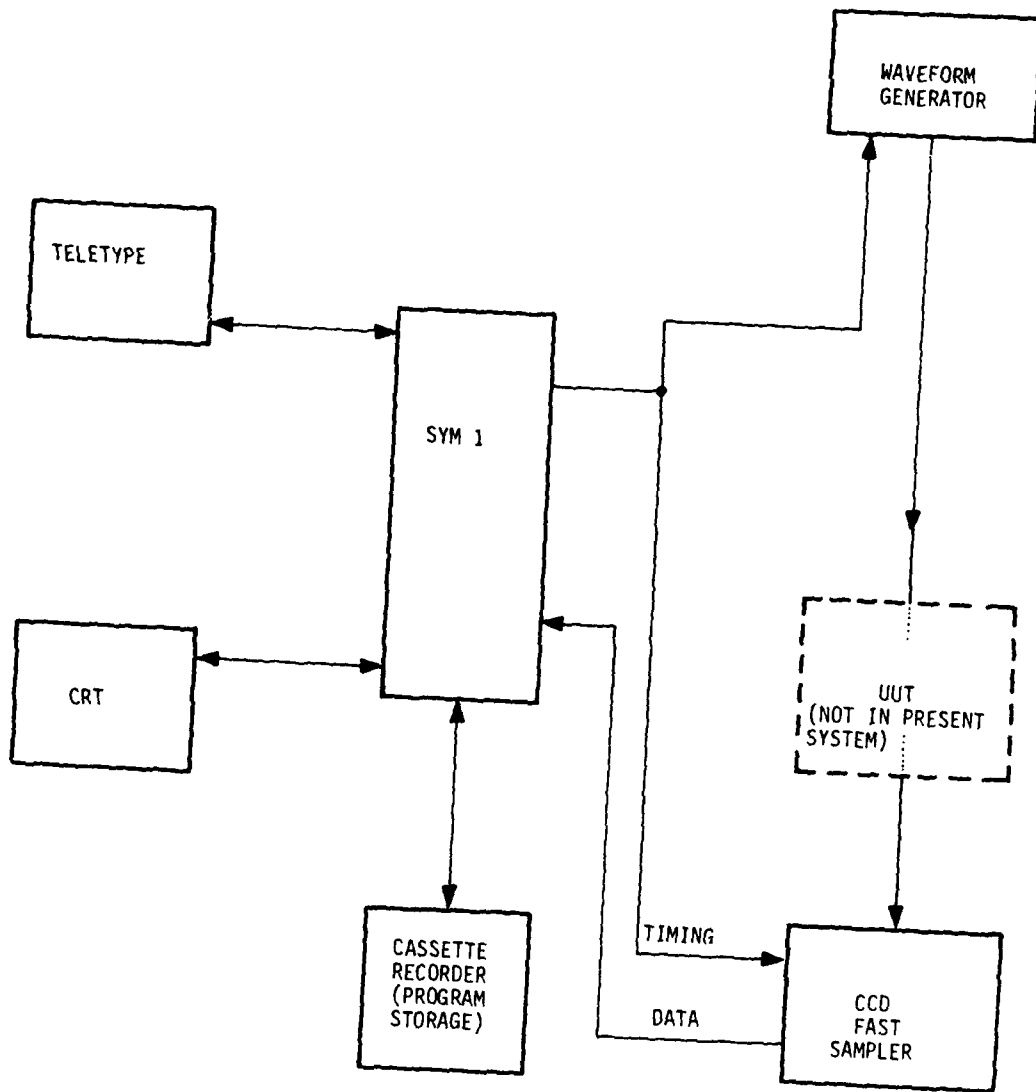 WAVEFORM
GENERATOR
TELETYPE
SYM 1
CRT
UUT
(NOT IN PRESENT
SYSTEM)
CASSETTE
RECORDER
(PROGRAM
STORAGE)
TIMING
DATA
CCD
FAST
SAMPLER